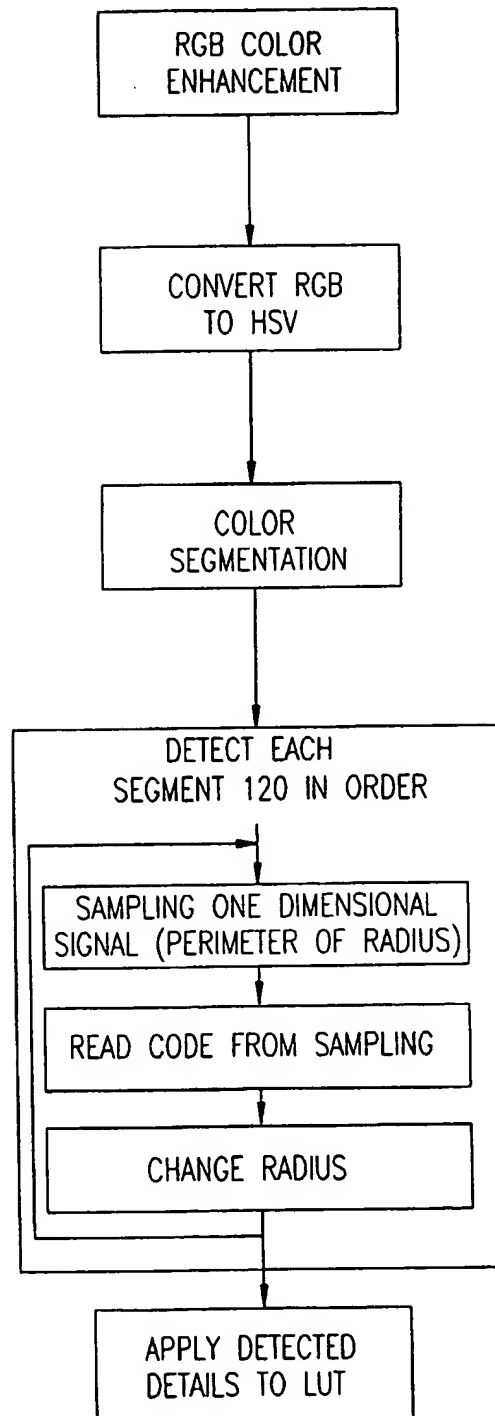 RGB COLOR
ENHANCEMENT
CONVERT RGB
TO HSV
COLOR
SEGMENTATION
DETECT EACH
SEGMENT 120 IN ORDER
SAMPLING ONE DIMENSIONAL
SIGNAL (PERIMETER OF RADIUS)
READ CODE FROM SAMPLING
CHANGE RADIUS
APPLY DETECTED
DETAILS TO LUT